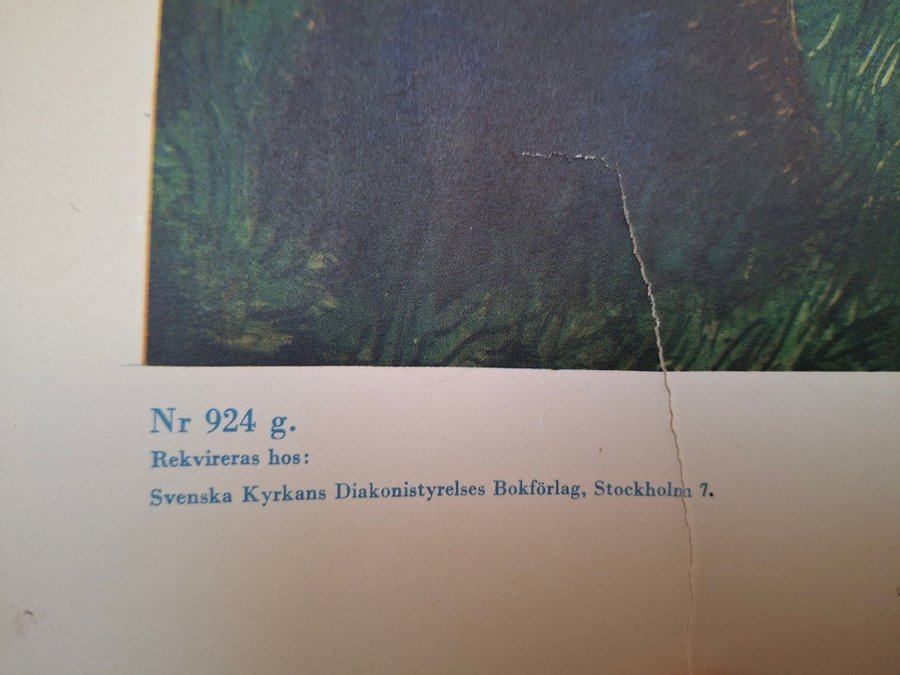 Nr 924 g.
Rekvireras hos:
Svenska Kyrkans Diakonistyrelses Bokförlag, Stockholm 7.